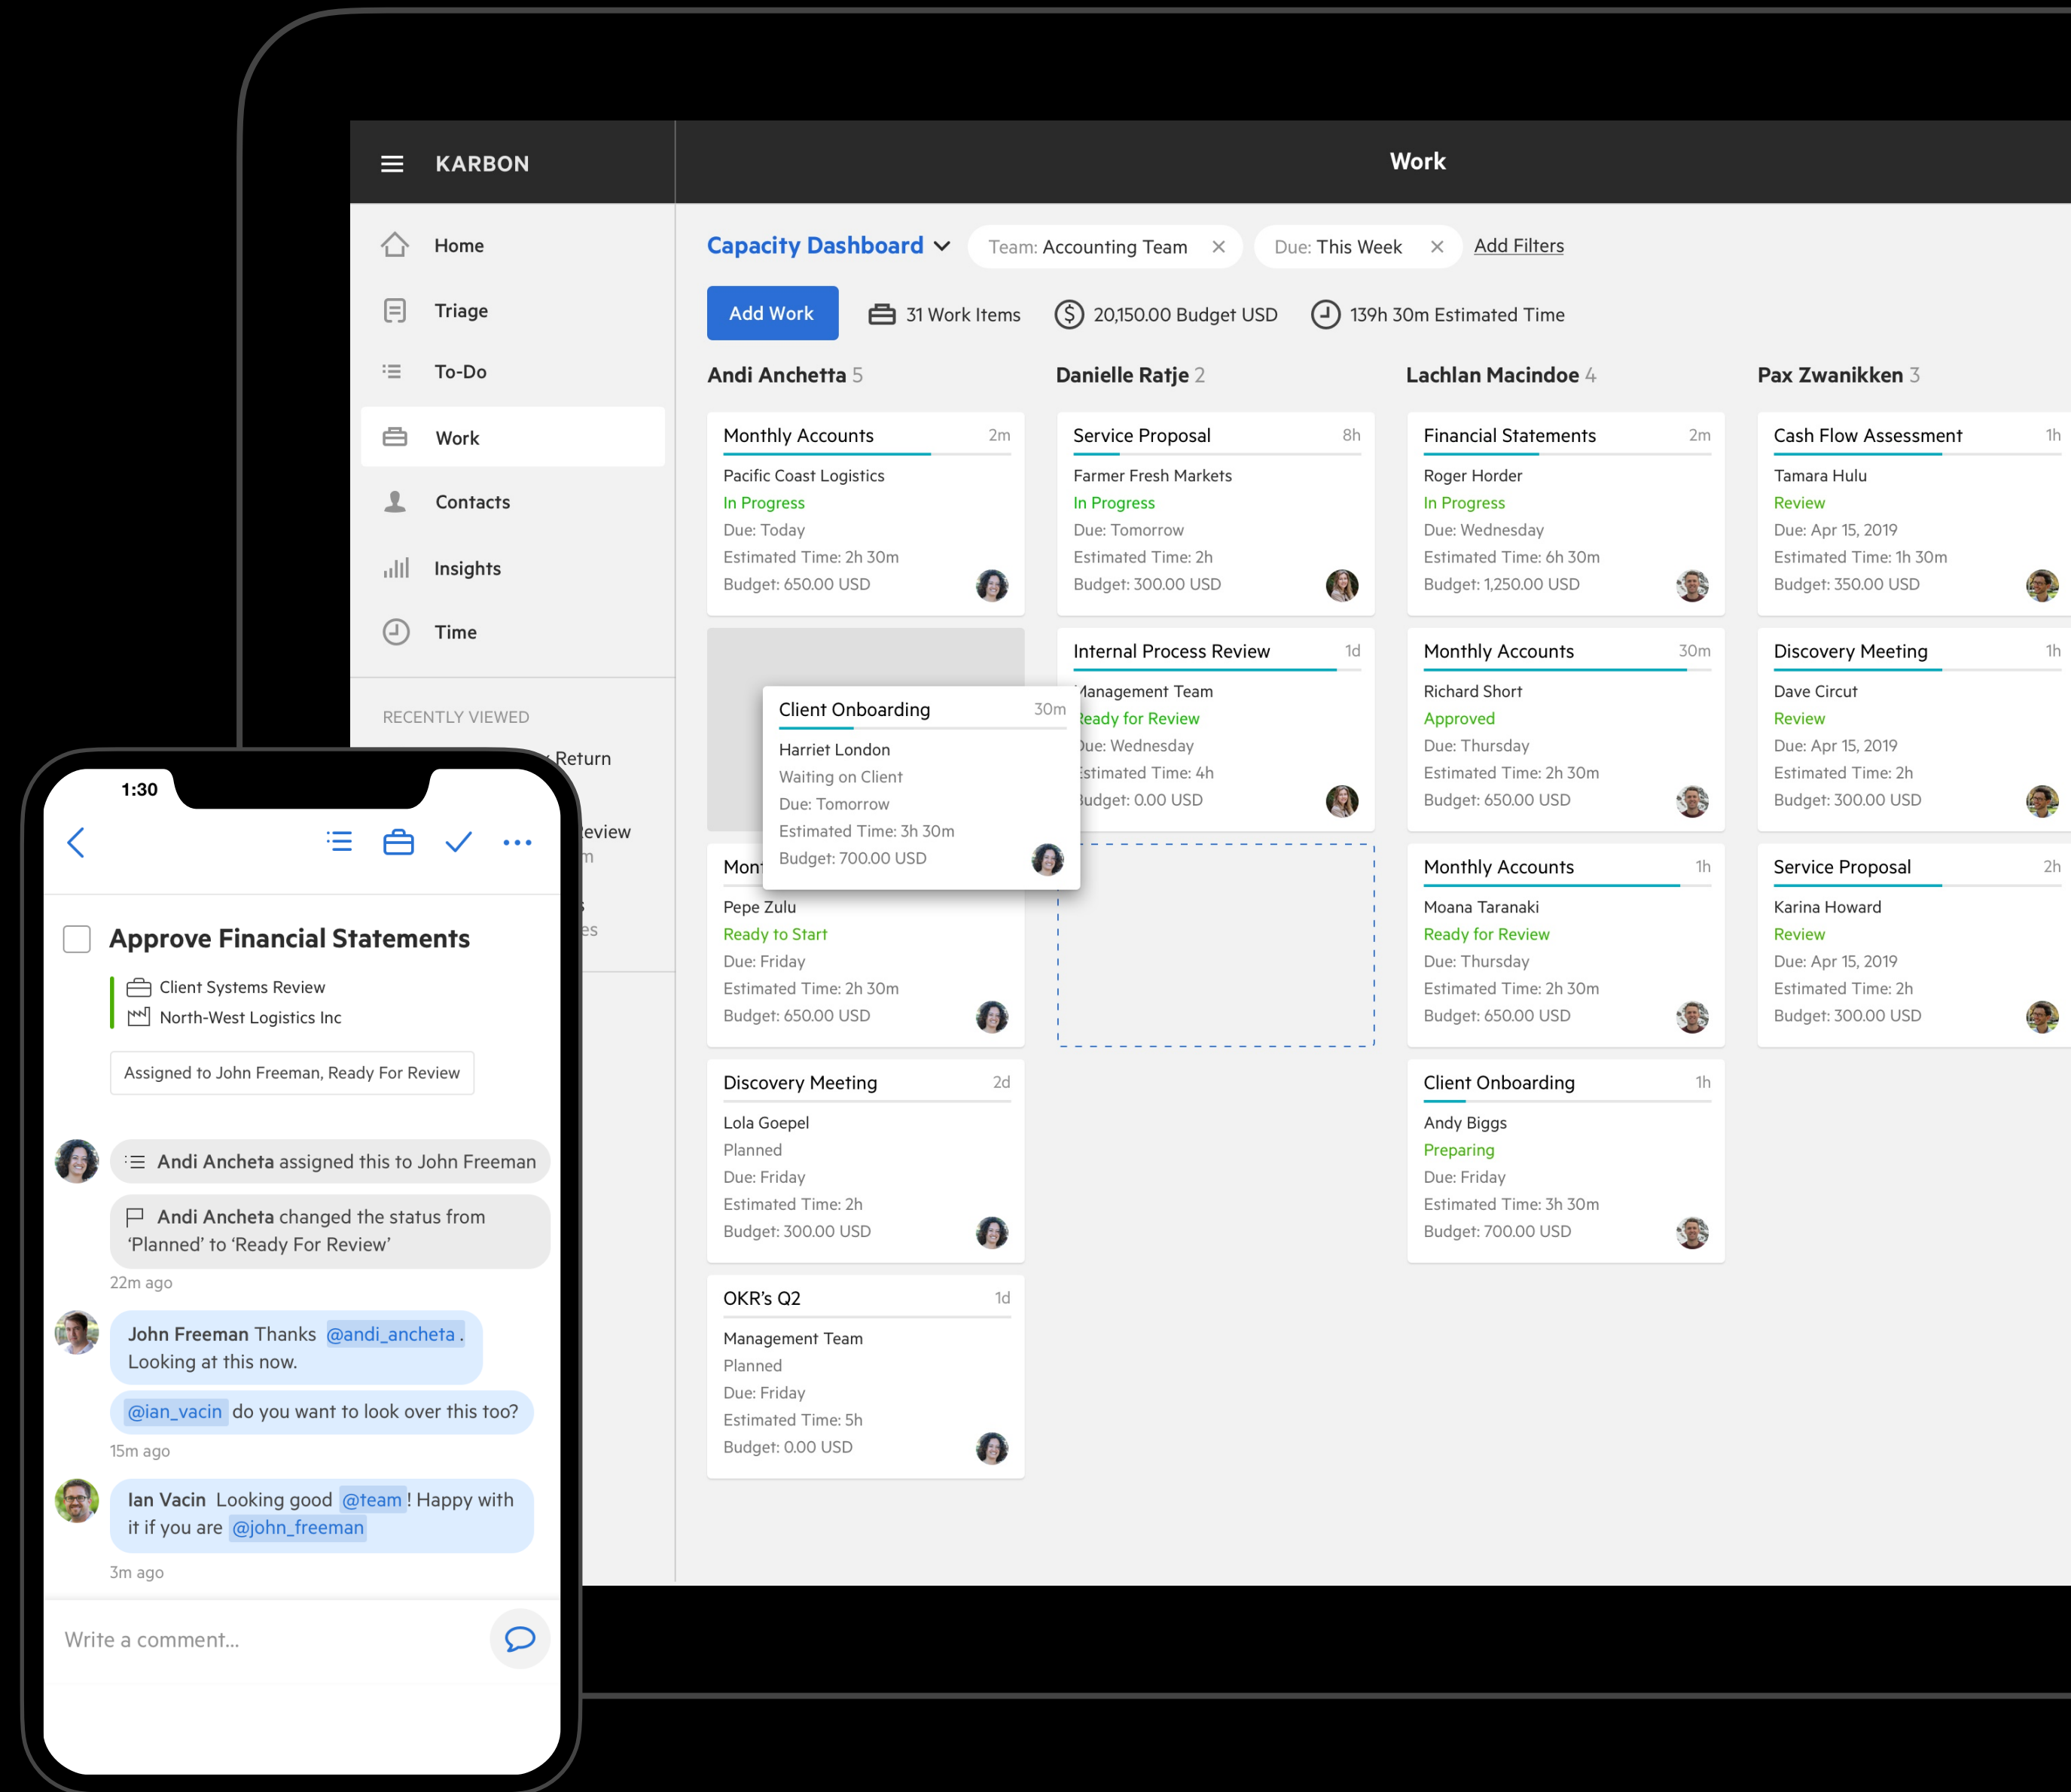 KARBON
Work
Home
Triage
To-Do
Work
Contacts
Insights
Time
RECENTLY VIEWED
Return
Capacity Dashboard
Team: Accounting Team
Due: This Week
Add Filters
Add Work
31 Work Items
20,150.00 Budget USD
139h 30m Estimated Time
Andi Anchetta 5
Monthly Accounts 2m
Pacific Coast Logistics
In Progress
Due: Today
Estimated Time: 2h 30m
Budget: 650.00 USD
Client Onboarding 30m
Harriet London
Waiting on Client
Due: Tomorrow
Estimated Time: 3h 30m
Budget: 700.00 USD
Pepe Zulu
Ready to Start
Due: Friday
Estimated Time: 2h 30m
Budget: 650.00 USD
Discovery Meeting 2d
Lola Goepel
Planned
Due: Friday
Estimated Time: 2h
Budget: 300.00 USD
OKR’s Q2 1d
Management Team
Planned
Due: Friday
Estimated Time: 5h
Budget: 0.00 USD
Danielle Ratje 2
Service Proposal 8h
Farmer Fresh Markets
In Progress
Due: Tomorrow
Estimated Time: 2h
Budget: 300.00 USD
Internal Process Review 1d
Management Team
Ready for Review
Due: Wednesday
Estimated Time: 4h
Budget: 0.00 USD
Lachlan Macindoe 4
Financial Statements 2m
Roger Horder
In Progress
Due: Wednesday
Estimated Time: 6h 30m
Budget: 1,250.00 USD
Monthly Accounts 30m
Richard Short
Approved
Due: Thursday
Estimated Time: 2h 30m
Budget: 650.00 USD
Monthly Accounts 1h
Moana Taranaki
Ready for Review
Due: Thursday
Estimated Time: 2h 30m
Budget: 650.00 USD
Client Onboarding 1h
Andy Biggs
Preparing
Due: Friday
Estimated Time: 3h 30m
Budget: 700.00 USD
Pax Zwanikken 3
Cash Flow Assessment 1h
Tamara Hulu
Review
Due: Apr 15, 2019
Estimated Time: 1h 30m
Budget: 350.00 USD
Discovery Meeting 1h
Dave Circut
Review
Due: Apr 15, 2019
Estimated Time: 2h
Budget: 300.00 USD
Service Proposal 2h
Karina Howard
Review
Due: Apr 15, 2019
Estimated Time: 2h
Budget: 300.00 USD
1:30
Approve Financial Statements
Client Systems Review
North-West Logistics Inc
Assigned to John Freeman, Ready For Review
Andi Ancheta assigned this to John Freeman
Andi Ancheta changed the status from
‘Planned’ to ‘Ready For Review’
22m ago
John Freeman Thanks @andi_ancheta .
Looking at this now.
@ian_vacin do you want to look over this too?
15m ago
Ian Vacin Looking good @team ! Happy with
it if you are @john_freeman
3m ago
Write a comment...